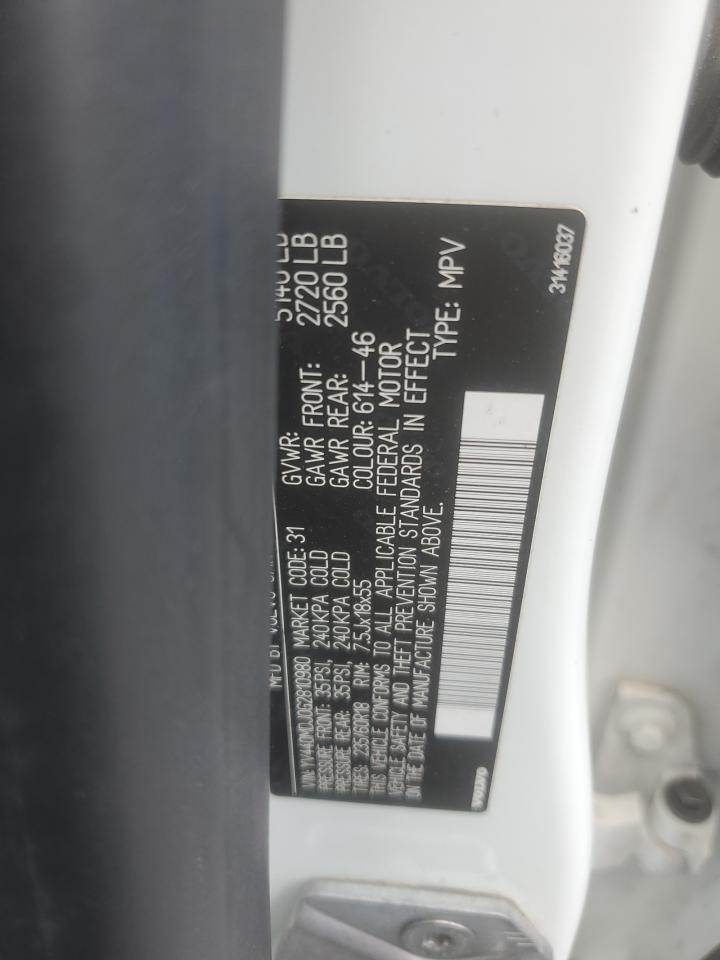 MFD BY VOLVO
VIN: YV440MDJ0G2810980 MARKET CODE: 31
GVWR: 5140 LB
PRESSURE FRONT: 35PSI, 240KPA COLD
GAWR FRONT: 2720 LB
PRESSURE REAR: 35PSI, 240KPA COLD
GAWR REAR: 2560 LB
TIRES: 235/60R18 RIM: 7.5Jx18x55
COLOUR: 614-46
THIS VEHICLE CONFORMS TO ALL APPLICABLE FEDERAL MOTOR
VEHICLE SAFETY AND THEFT PREVENTION STANDARDS IN EFFECT
ON THE DATE OF MANUFACTURE SHOWN ABOVE.
TYPE: MPV
VOLVO
31416037